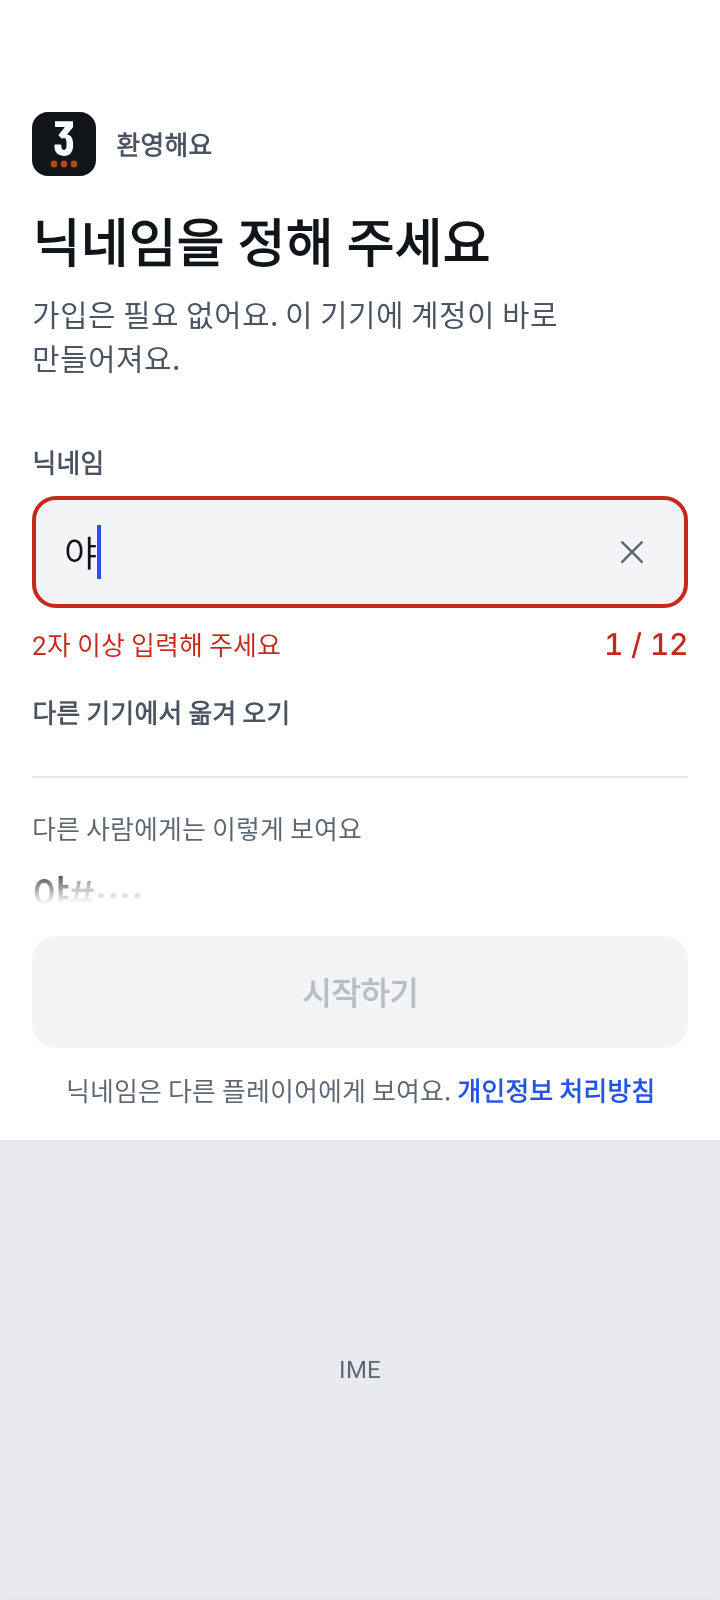 3
환영해요
닉네임을 정해 주세요
가입은 필요 없어요. 이 기기에 계정이 바로
만들어져요.
닉네임
야
2자 이상 입력해 주세요
1 / 12
다른 기기에서 옮겨 오기
다른 사람에게는 이렇게 보여요
야#····
시작하기
닉네임은 다른 플레이어에게 보여요. 개인정보 처리방침
IME